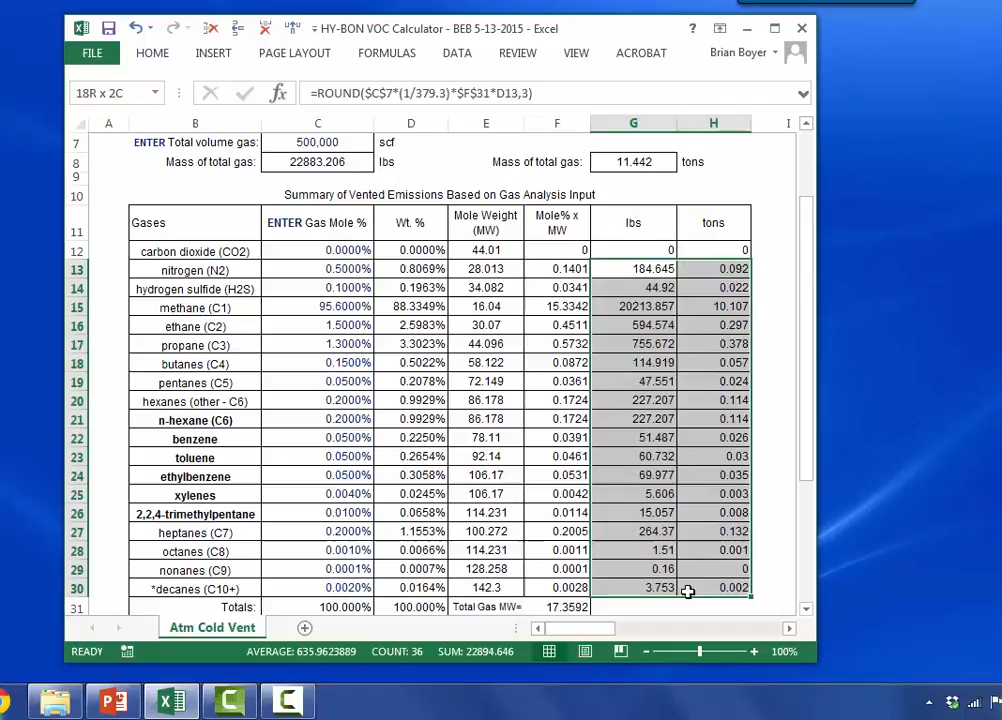 HY-BON VOC Calculator - BEB 5-13-2015 - Excel
?
FILE HOME INSERT PAGE LAYOUT FORMULAS DATA REVIEW VIEW ACROBAT Brian Boyer
18R x 2C fx =ROUND($C$7*(1/379.3)*$F$31*D13,3)
A B C D E F G H I
7 ENTER Total volume gas: 500,000 scf
8 Mass of total gas: 22883.206 lbs Mass of total gas: 11.442 tons
9
10 Summary of Vented Emissions Based on Gas Analysis Input
11 Gases ENTER Gas Mole % Wt. % Mole Weight (MW) Mole% x MW lbs tons
12 carbon dioxide (CO2) 0.0000% 0.0000% 44.01 0 0 0
13 nitrogen (N2) 0.5000% 0.8069% 28.013 0.1401 184.645 0.092
14 hydrogen sulfide (H2S) 0.1000% 0.1963% 34.082 0.0341 44.92 0.022
15 methane (C1) 95.6000% 88.3349% 16.04 15.3342 20213.857 10.107
16 ethane (C2) 1.5000% 2.5983% 30.07 0.4511 594.574 0.297
17 propane (C3) 1.3000% 3.3023% 44.096 0.5732 755.672 0.378
18 butanes (C4) 0.1500% 0.5022% 58.122 0.0872 114.919 0.057
19 pentanes (C5) 0.0500% 0.2078% 72.149 0.0361 47.551 0.024
20 hexanes (other - C6) 0.2000% 0.9929% 86.178 0.1724 227.207 0.114
21 n-hexane (C6) 0.2000% 0.9929% 86.178 0.1724 227.207 0.114
22 benzene 0.0500% 0.2250% 78.11 0.0391 51.487 0.026
23 toluene 0.0500% 0.2654% 92.14 0.0461 60.732 0.03
24 ethylbenzene 0.0500% 0.3058% 106.17 0.0531 69.977 0.035
25 xylenes 0.0040% 0.0245% 106.17 0.0042 5.606 0.003
26 2,2,4-trimethylpentane 0.0100% 0.0658% 114.231 0.0114 15.057 0.008
27 heptanes (C7) 0.2000% 1.1553% 100.272 0.2005 264.37 0.132
28 octanes (C8) 0.0010% 0.0066% 114.231 0.0011 1.51 0.001
29 nonanes (C9) 0.0001% 0.0007% 128.258 0.0001 0.16 0
30 *decanes (C10+) 0.0020% 0.0164% 142.3 0.0028 3.753 0.002
31 Totals: 100.000% 100.000% Total Gas MW= 17.3592
Atm Cold Vent
READY AVERAGE: 635.9623889 COUNT: 36 SUM: 22894.646 100%